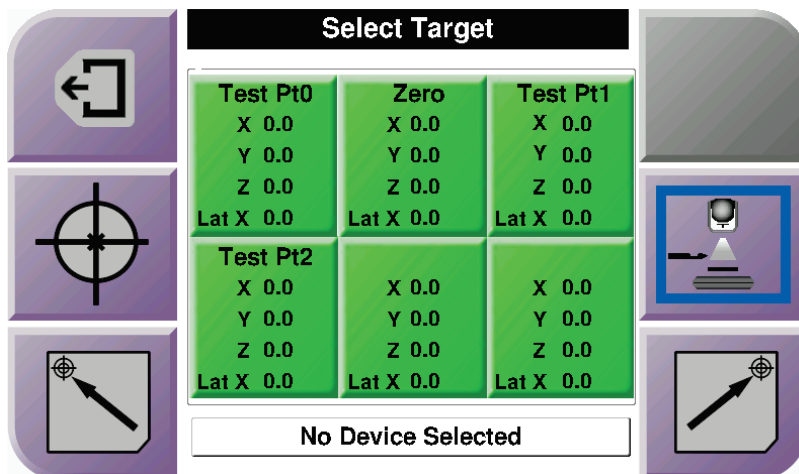 Select Target
Test Pt0
X 0.0
Y 0.0
Z 0.0
Lat X 0.0
Zero
X 0.0
Y 0.0
Z 0.0
Lat X 0.0
Test Pt1
X 0.0
Y 0.0
Z 0.0
Lat X 0.0
Test Pt2
X 0.0
Y 0.0
Z 0.0
Lat X 0.0
X 0.0
Y 0.0
Z 0.0
Lat X 0.0
X 0.0
Y 0.0
Z 0.0
Lat X 0.0
No Device Selected